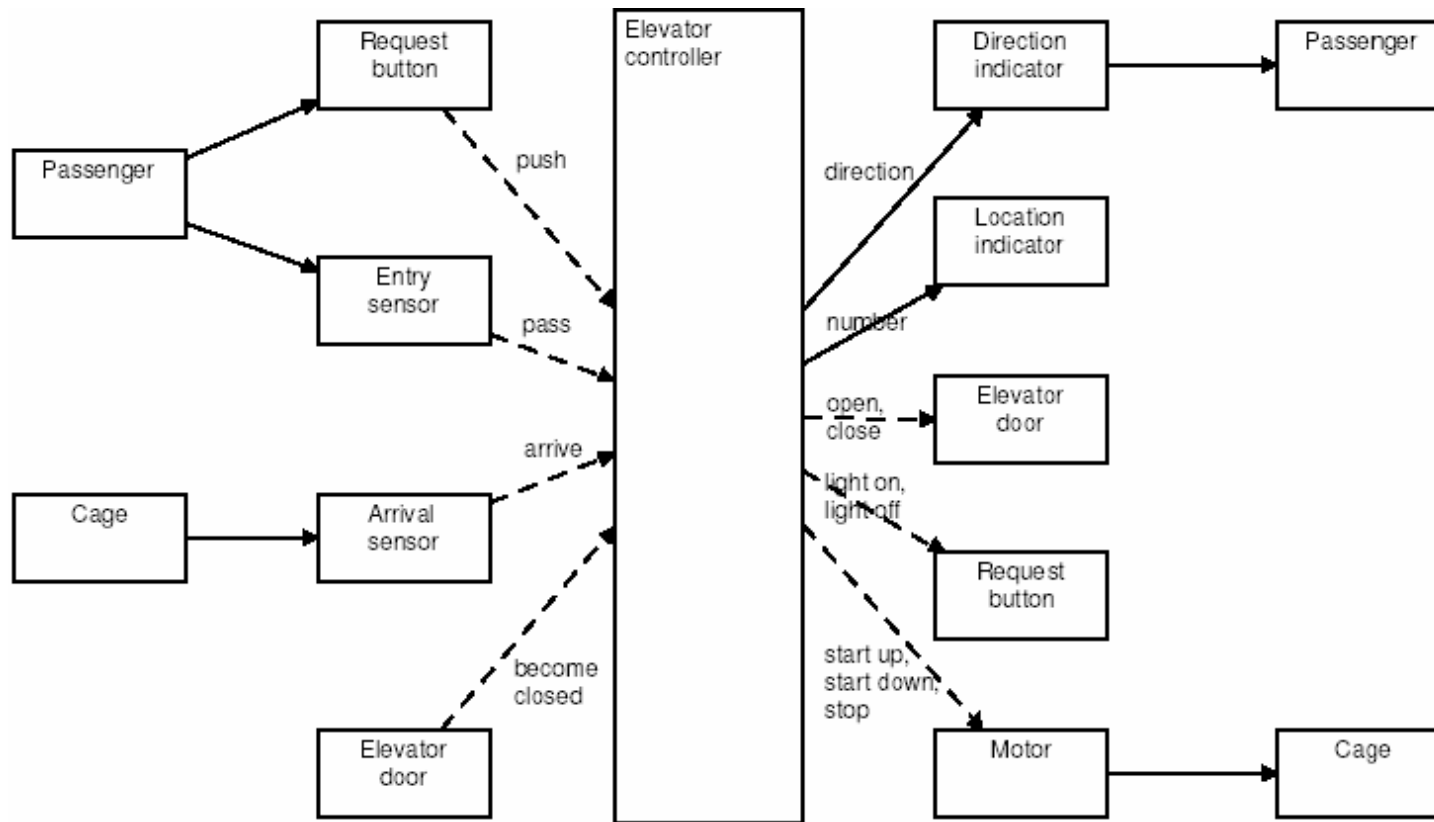 Request
button
Elevator
controller
Direction
indicator
Passenger
Passenger
push
direction
Location
indicator
Entry
sensor
pass
number
open,
close
Elevator
door
arrive
light on,
light off
Cage
Arrival
sensor
Request
button
become
closed
start up,
start down,
stop
Elevator
door
Motor
Cage